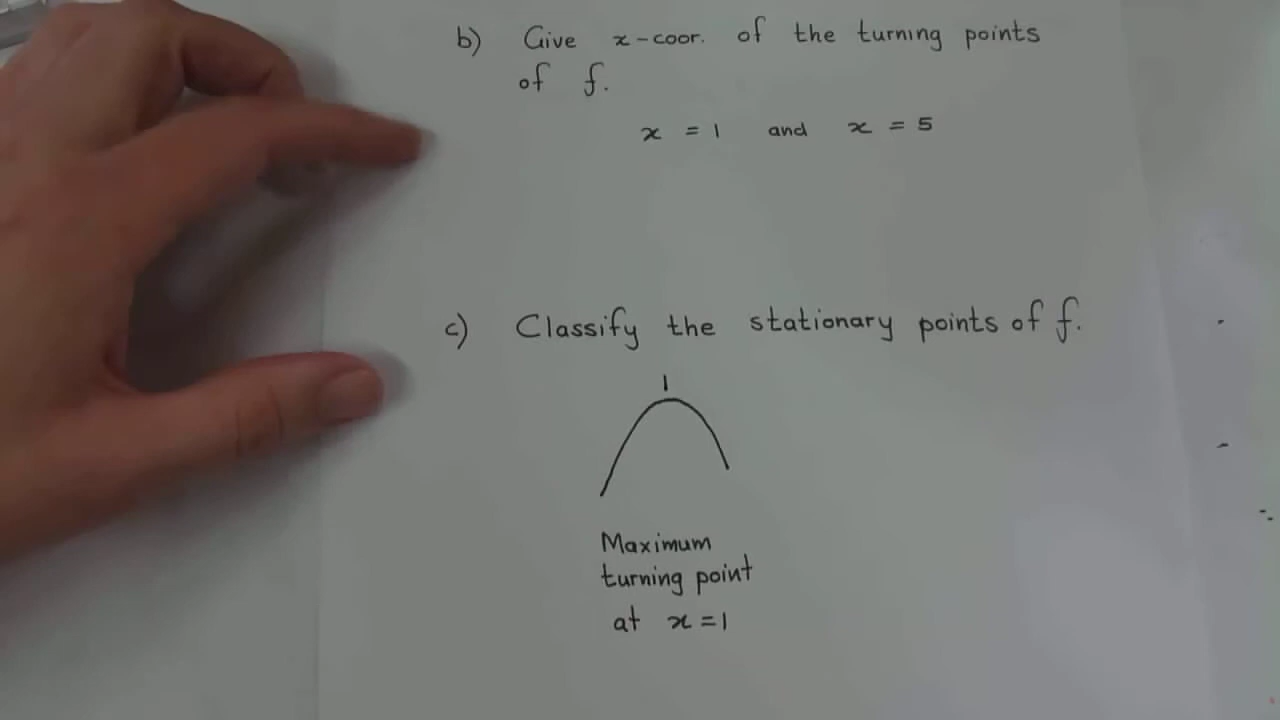 b) Give x-coor. of the turning points
of f.
x = 1 and x = 5
c) Classify the stationary points of f.
1
Maximum
turning point
at x = 1